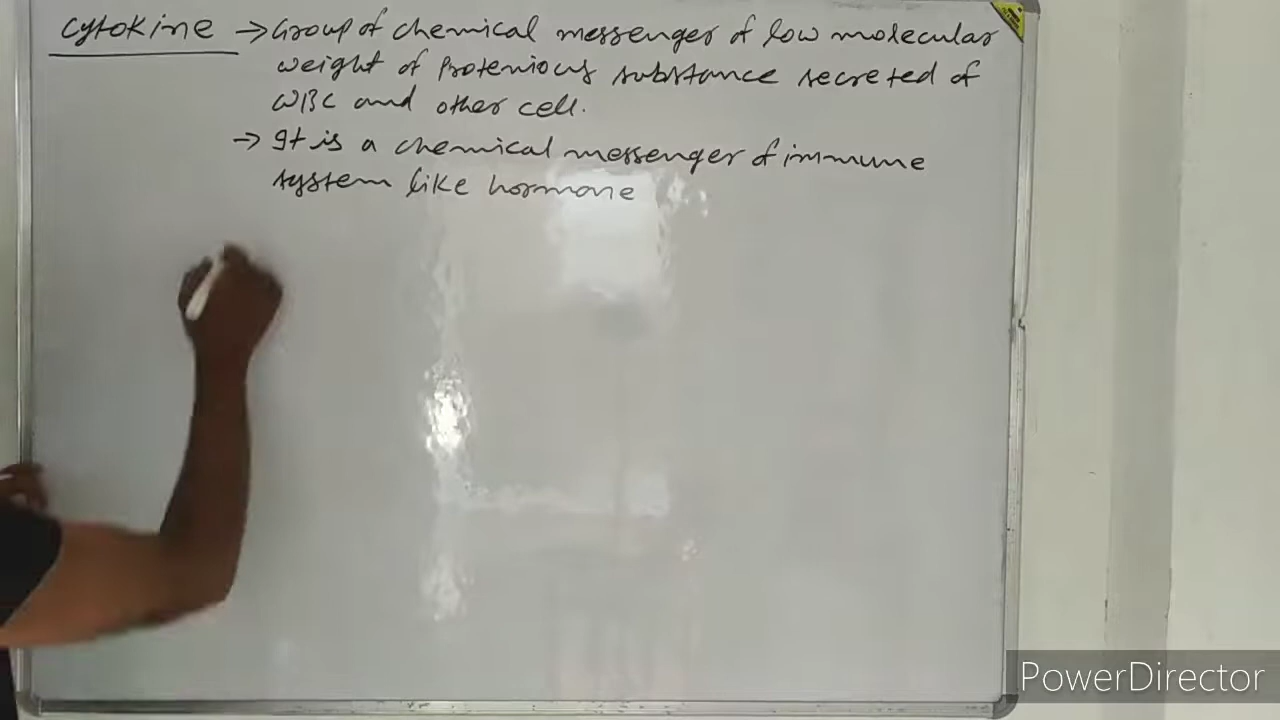 Cytokine → Group of chemical messenger of low molecular
weight of Protenious substance secreted of
WBC and other cell.
→ It is a chemical messenger of immune
system like hormone
PowerDirector